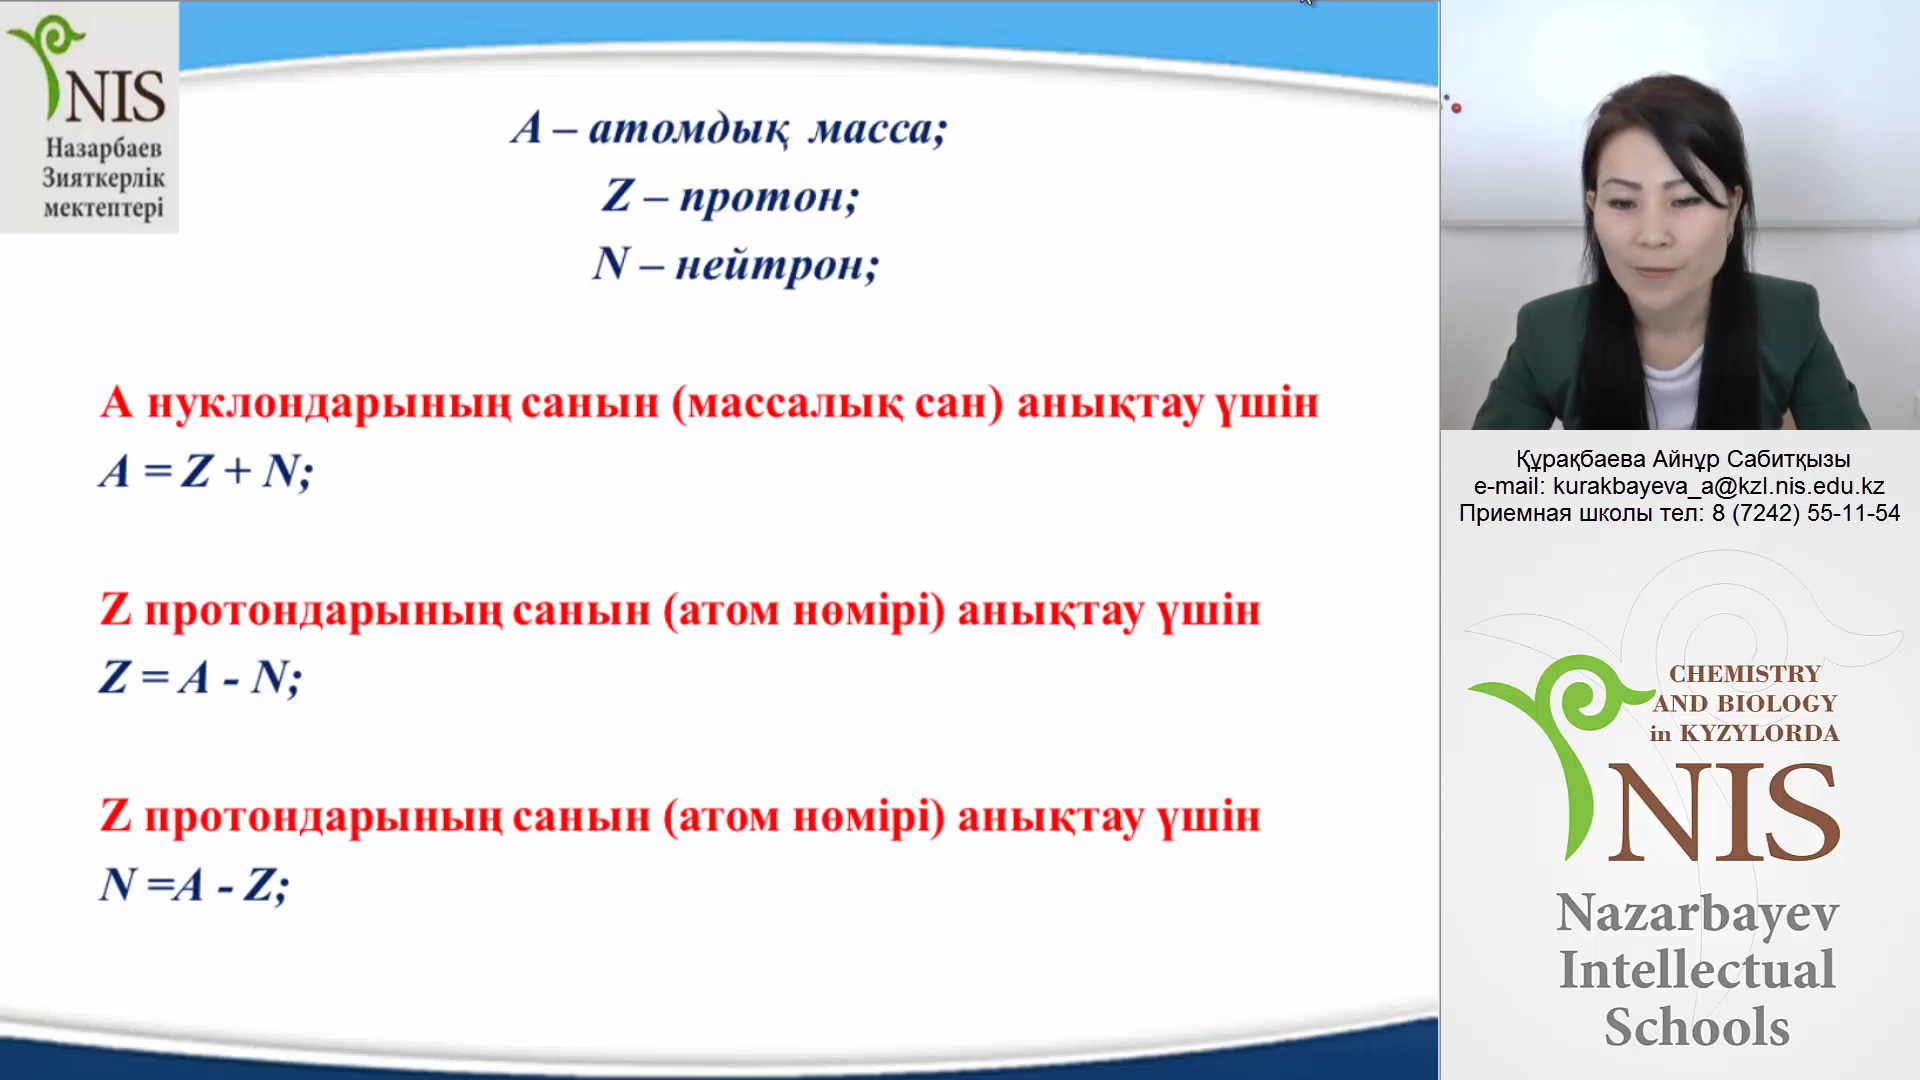 NIS
Назарбаев
Зияткерлік
мектептері
A – атомдық масса;
Z – протон;
N – нейтрон;
А нуклондарының санын (массалық сан) анықтау үшін
A = Z + N;
Z протондарының санын (атом нөмірі) анықтау үшін
Z = A - N;
Z протондарының санын (атом нөмірі) анықтау үшін
N =A - Z;
Құрақбаева Айнұр Сабитқызы
e-mail: kurakbayeva_a@kzl.nis.edu.kz
Приемная школы тел: 8 (7242) 55-11-54
CHEMISTRY
AND BIOLOGY
in KYZYLORDA
NIS
Nazarbayev
Intellectual
Schools